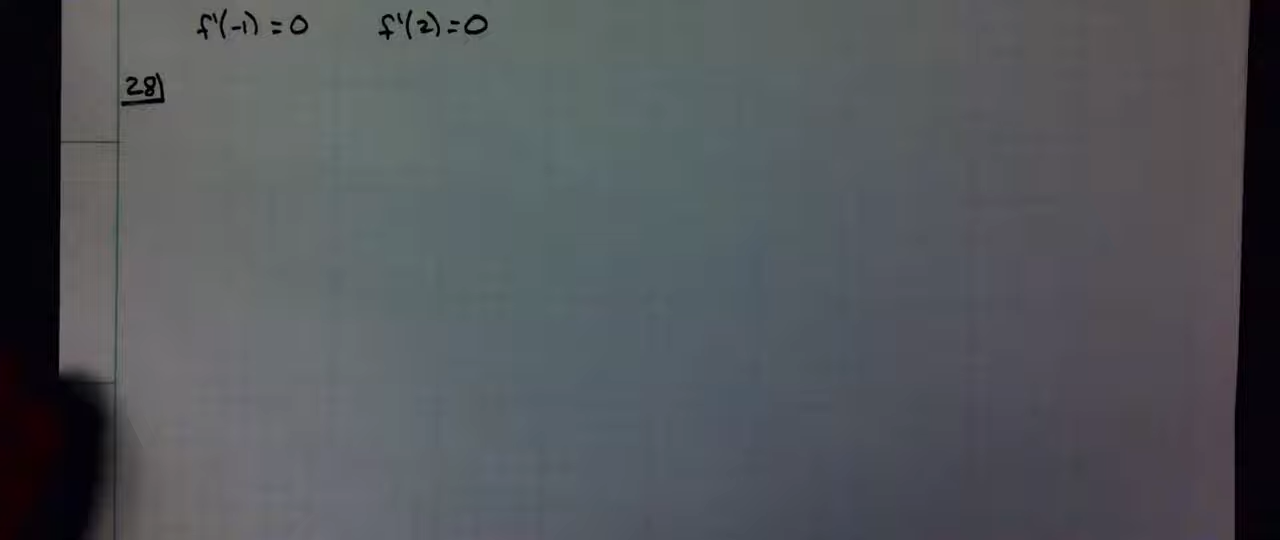 f'(-1) = 0 f'(2) = 0
28)